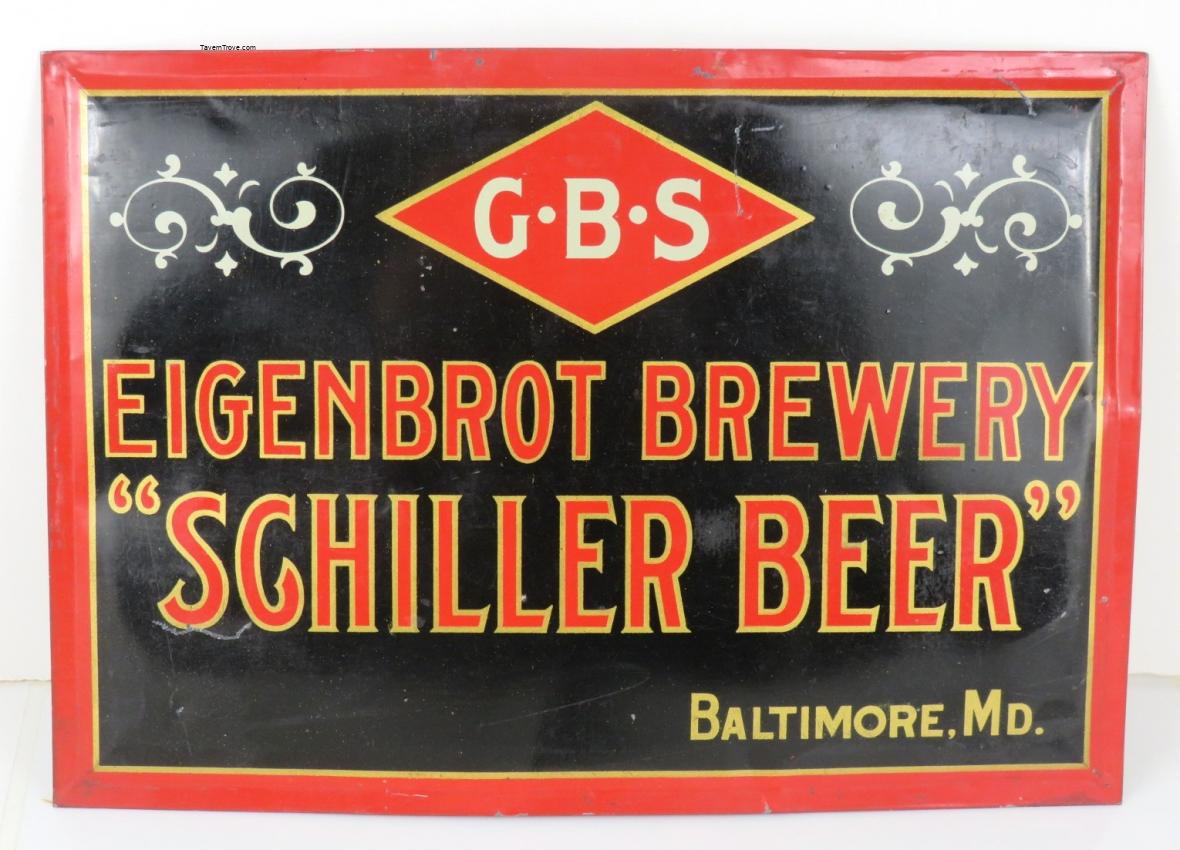 TavernTrove.com
G•B•S
EIGENBROT BREWERY
“SCHILLER BEER”
BALTIMORE, MD.